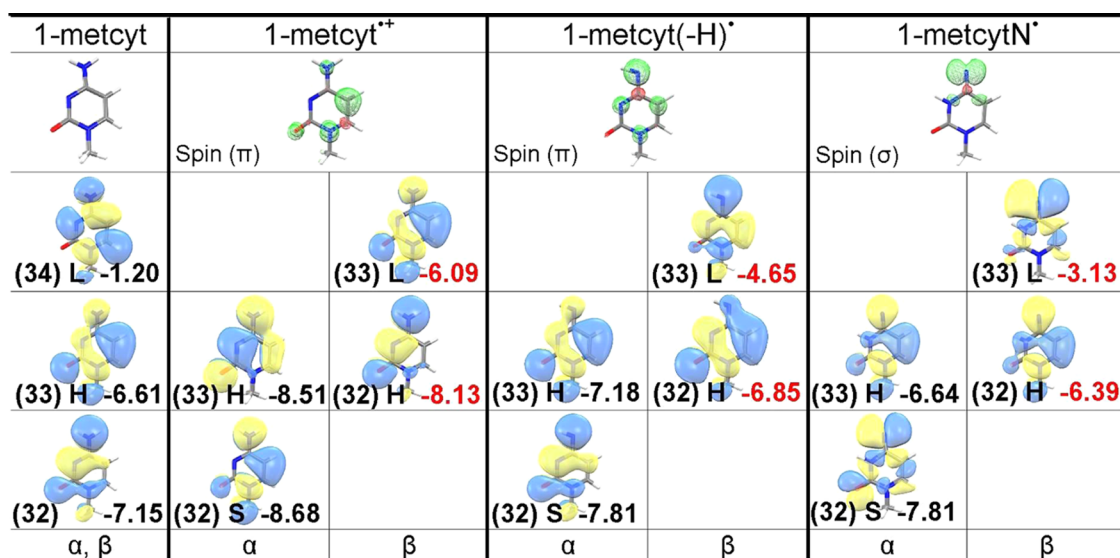 1-metcyt 1-metcyt•+ 1-metcyt(-H)• 1-metcytN•
Spin (π) Spin (π) Spin (σ)
(34) L -1.20 (33) L -6.09 (33) L -4.65 (33) L -3.13
(33) H -6.61 (33) H -8.51 (32) H -8.13 (33) H -7.18 (32) H -6.85 (33) H -6.64 (32) H -6.39
(32) -7.15 (32) S -8.68 (32) S -7.81 (32) S -7.81
α, β α β α β α β